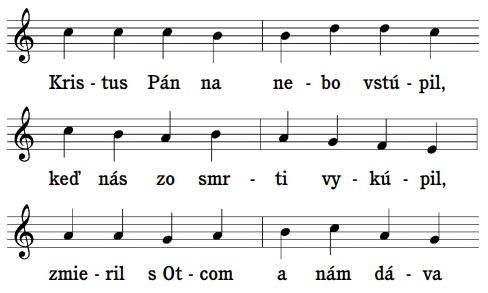 Kris - tus Pán na ne - bo vstú - pil,
keď nás zo smr - ti vy - kú - pil,
zmie - ril s Ot - com a nám dá - va